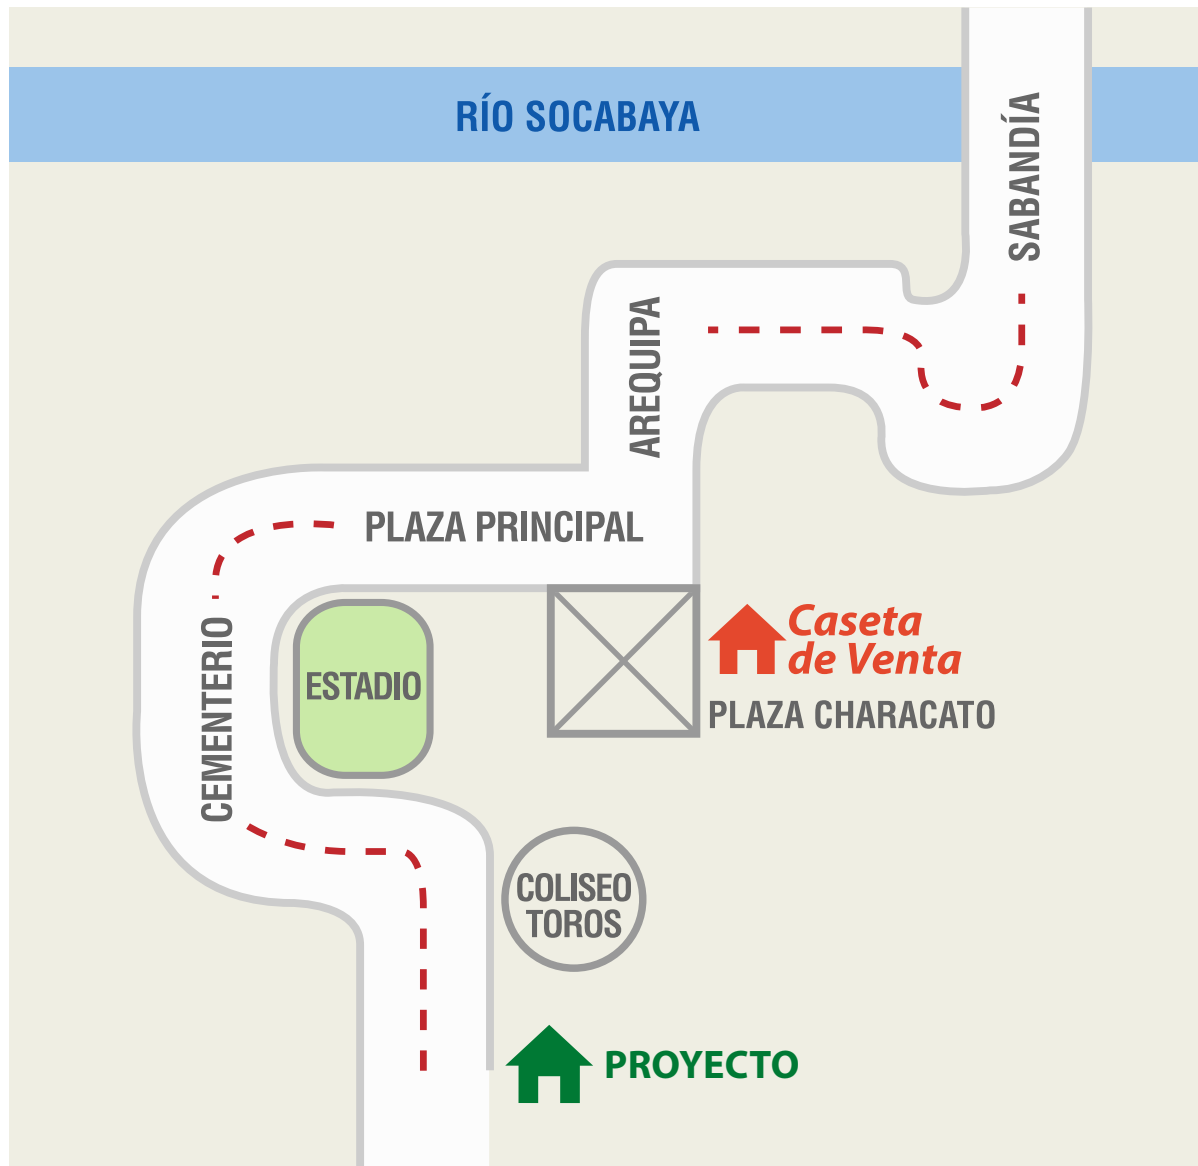 RÍO SOCABAYA
SABANDÍA
AREQUIPA
PLAZA PRINCIPAL
Caseta
de Venta
CEMENTERIO
ESTADIO
PLAZA CHARACATO
COLISEO
TOROS
PROYECTO